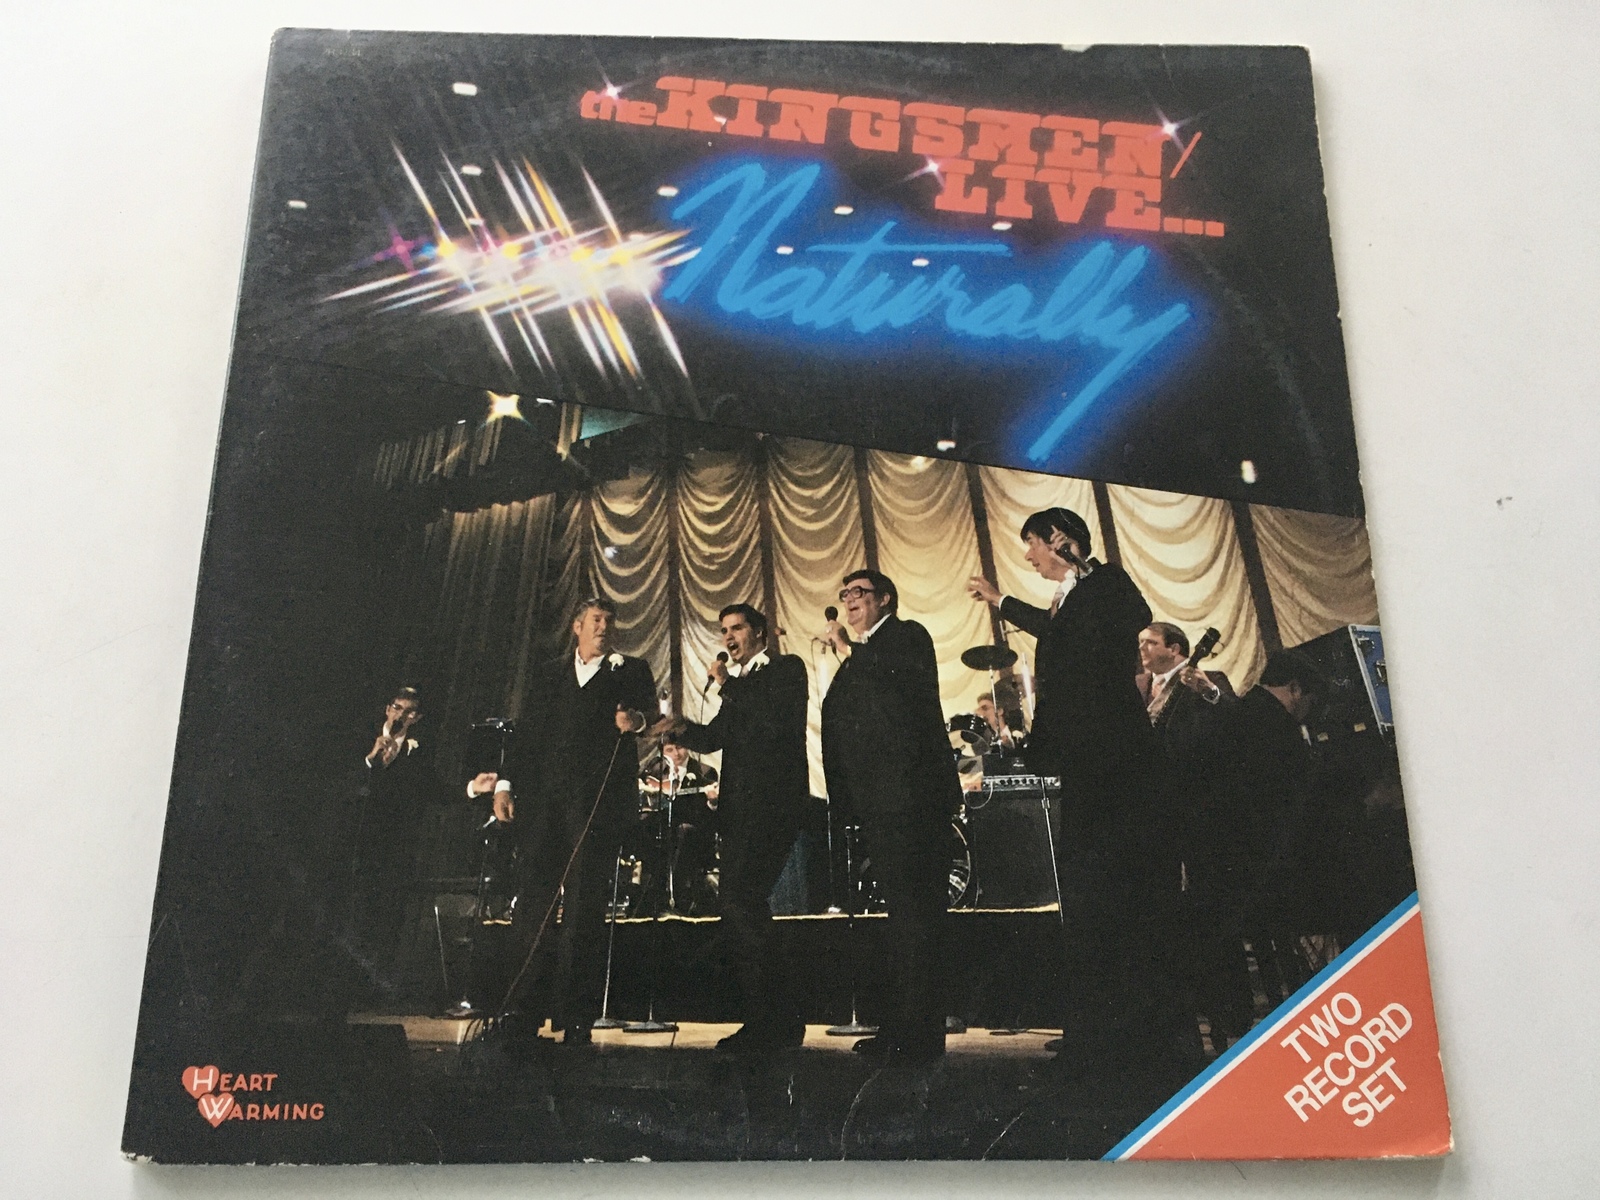 the KINGSMEN/
LIVE...
Naturally
TWO
RECORD
SET
HEART
WARMING